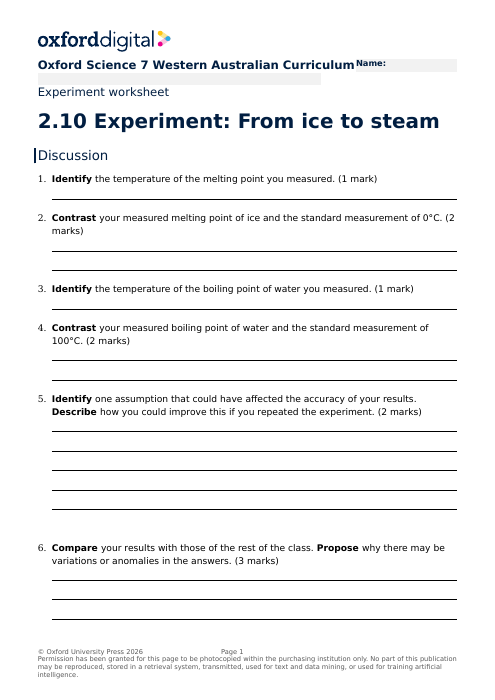 oxforddigital
Oxford Science 7 Western Australian Curriculum Name:
Experiment worksheet
2.10 Experiment: From ice to steam
Discussion
1. Identify the temperature of the melting point you measured. (1 mark)
2. Contrast your measured melting point of ice and the standard measurement of 0°C. (2
marks)
3. Identify the temperature of the boiling point of water you measured. (1 mark)
4. Contrast your measured boiling point of water and the standard measurement of
100°C. (2 marks)
5. Identify one assumption that could have affected the accuracy of your results.
Describe how you could improve this if you repeated the experiment. (2 marks)
6. Compare your results with those of the rest of the class. Propose why there may be
variations or anomalies in the answers. (3 marks)
© Oxford University Press 2026 Page 1
Permission has been granted for this page to be photocopied within the purchasing institution only. No part of this publication
may be reproduced, stored in a retrieval system, transmitted, used for text and data mining, or used for training artificial
intelligence.